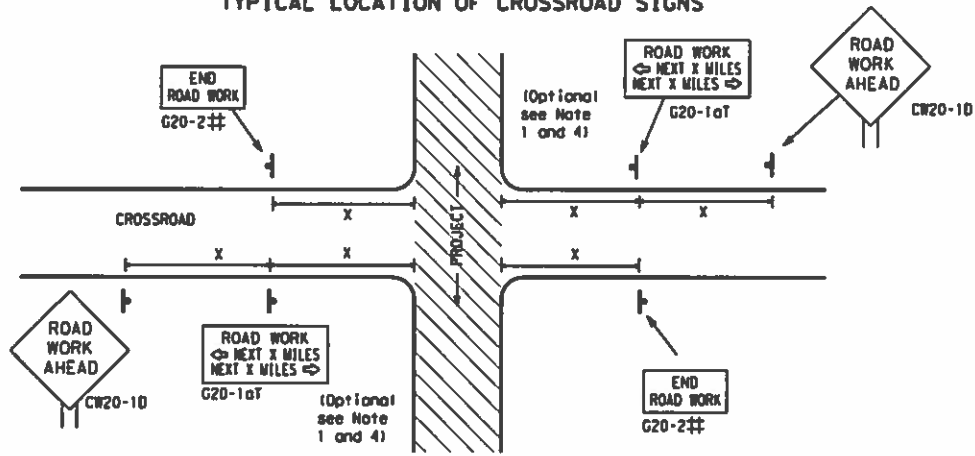 TYPICAL LOCATION OF CROSSROAD SIGNS
END
ROAD WORK
G20-2##
(Optional
see Note
1 and 4)
ROAD WORK
⇦ NEXT X MILES
NEXT X MILES ⇨
G20-1aT
ROAD
WORK
AHEAD
CW20-1D
CROSSROAD
X
X
X
PROJECT
X
X
X
ROAD
WORK
AHEAD
CW20-1D
ROAD WORK
⇦ NEXT X MILES
NEXT X MILES ⇨
G20-1aT
(Optional
see Note
1 and 4)
END
ROAD WORK
G20-2##